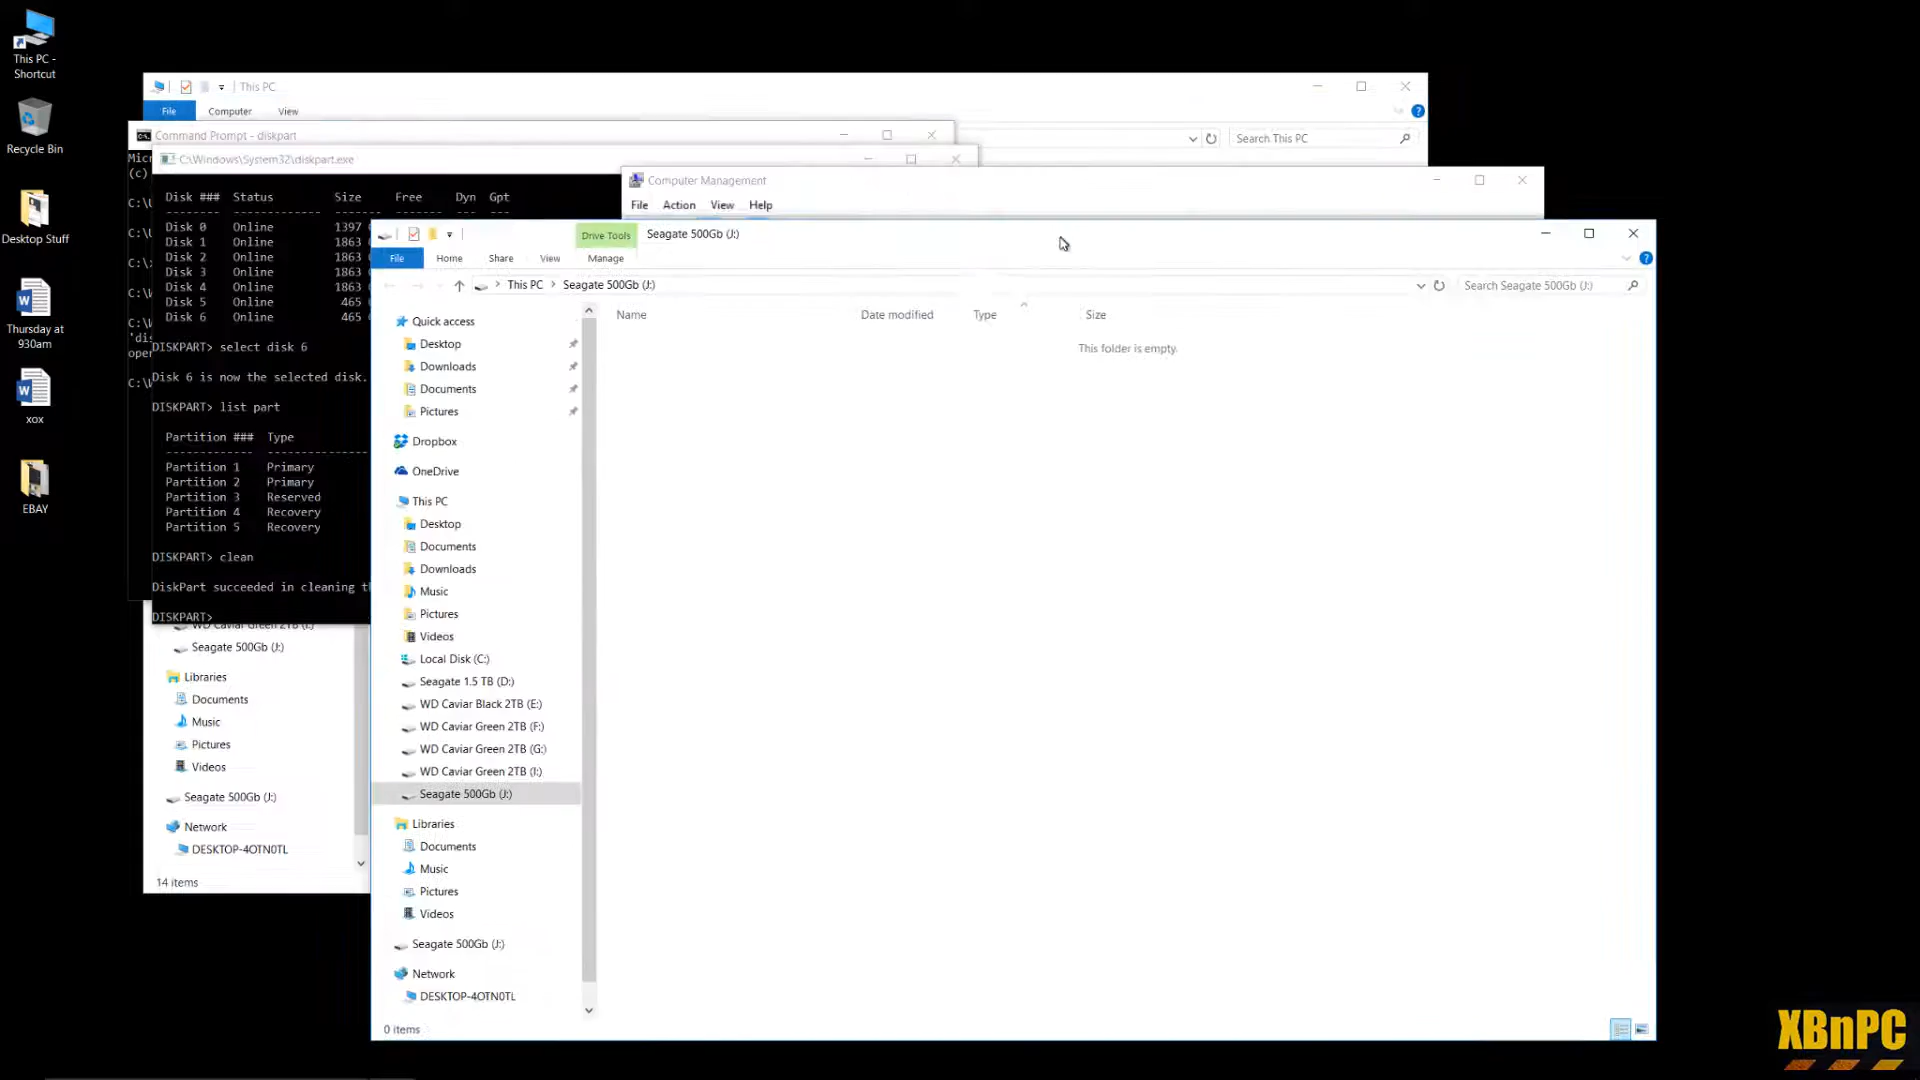 This PC -
Shortcut
Recycle Bin
Desktop Stuff
Thursday at
930am
xox
EBAY
This PC
File Computer View
Search This PC
Command Prompt - diskpart
(c)
C:\Windows\System32\diskpart.exe
Disk ### Status Size Free Dyn Gpt
Disk 0 Online 1397
Disk 1 Online 1863
Disk 2 Online 1863
Disk 3 Online 1863
Disk 4 Online 1863
Disk 5 Online 465
Disk 6 Online 465
DISKPART> select disk 6
Disk 6 is now the selected disk.
DISKPART> list part
Partition ### Type
Partition 1 Primary
Partition 2 Primary
Partition 3 Reserved
Partition 4 Recovery
Partition 5 Recovery
DISKPART> clean
DiskPart succeeded in cleaning
DISKPART>
WD Caviar Green 2TB (I:)
Seagate 500Gb (J:)
Libraries
Documents
Music
Pictures
Videos
Seagate 500Gb (J:)
Network
DESKTOP-4OTN0TL
14 items
Computer Management
File Action View Help
Drive Tools Seagate 500Gb (J:)
File Home Share View Manage
This PC > Seagate 500Gb (J:)
Search Seagate 500Gb (J:)
Name Date modified Type Size
This folder is empty.
Quick access
Desktop
Downloads
Documents
Pictures
Dropbox
OneDrive
This PC
Desktop
Documents
Downloads
Music
Pictures
Videos
Local Disk (C:)
Seagate 1.5 TB (D:)
WD Caviar Black 2TB (E:)
WD Caviar Green 2TB (F:)
WD Caviar Green 2TB (G:)
WD Caviar Green 2TB (I:)
Seagate 500Gb (J:)
Libraries
Documents
Music
Pictures
Videos
Seagate 500Gb (J:)
Network
DESKTOP-4OTN0TL
0 items
XBnPC